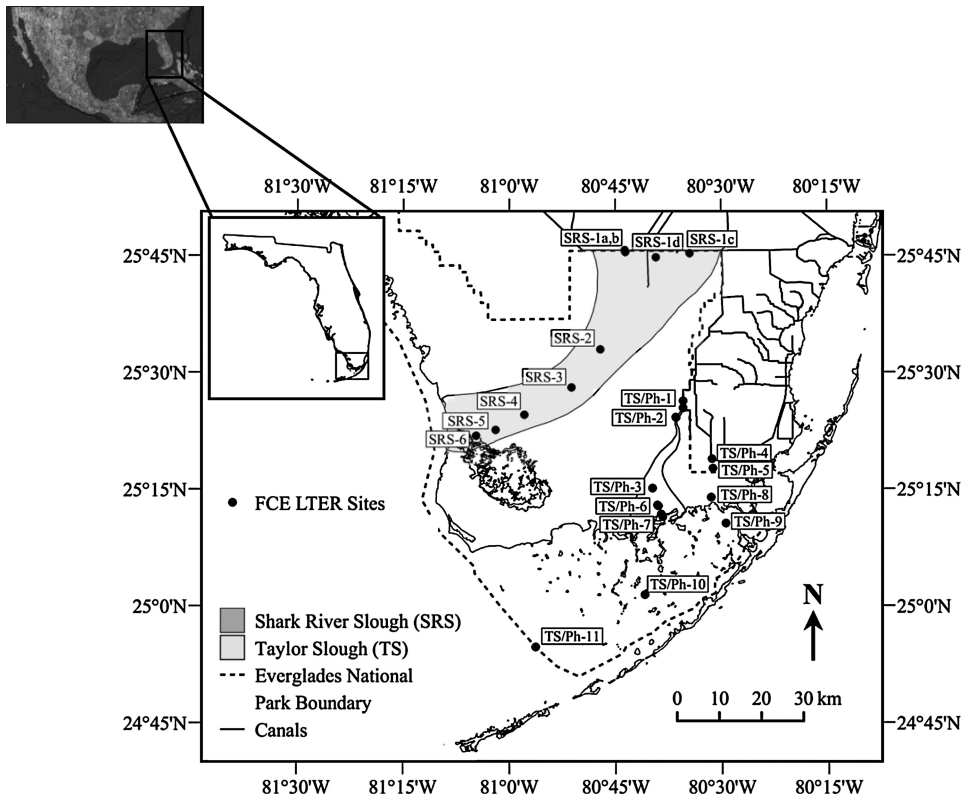 81°30'W 81°15'W 81°0'W 80°45'W 80°30'W 80°15'W
SRS-1a,b
SRS-1d
SRS-1c
25°45'N
25°45'N
SRS-2
25°30'N
25°30'N
SRS-3
SRS-4
SRS-5
SRS-6
TS/Ph-1
TS/Ph-2
TS/Ph-4
TS/Ph-5
25°15'N
25°15'N
TS/Ph-3
TS/Ph-8
TS/Ph-6
TS/Ph-7
TS/Ph-9
FCE LTER Sites
TS/Ph-10
N
25°0'N
25°0'N
Shark River Slough (SRS)
TS/Ph-11
Taylor Slough (TS)
Everglades National
Park Boundary
0 10 20 30 km
24°45'N
24°45'N
Canals
81°30'W 81°15'W 81°0'W 80°45'W 80°30'W 80°15'W